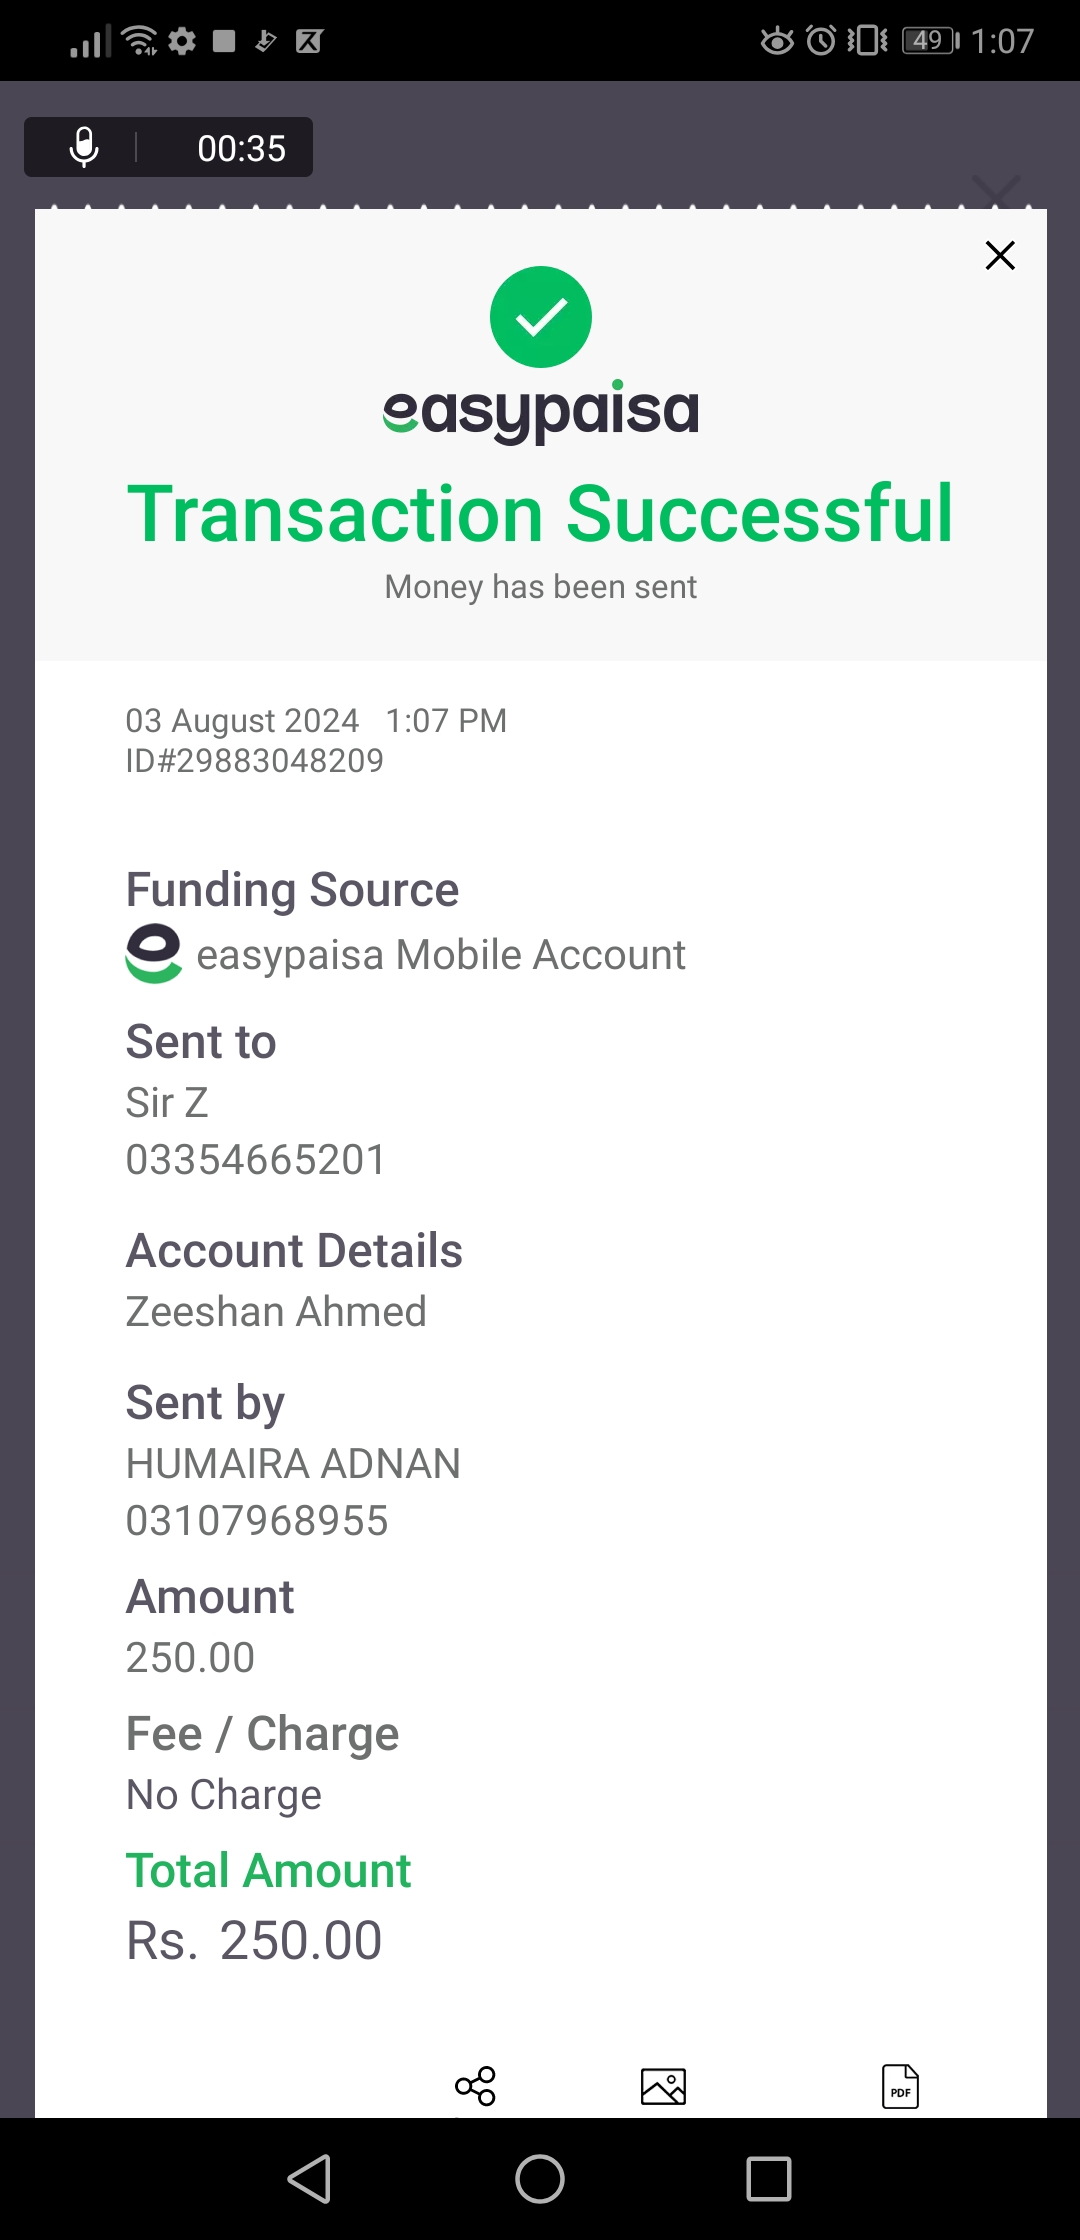 49 1:07
00:35
easypaisa
Transaction Successful
Money has been sent
03 August 2024 1:07 PM
ID#29883048209
Funding Source
easypaisa Mobile Account
Sent to
Sir Z
03354665201
Account Details
Zeeshan Ahmed
Sent by
HUMAIRA ADNAN
03107968955
Amount
250.00
Fee / Charge
No Charge
Total Amount
Rs. 250.00
PDF